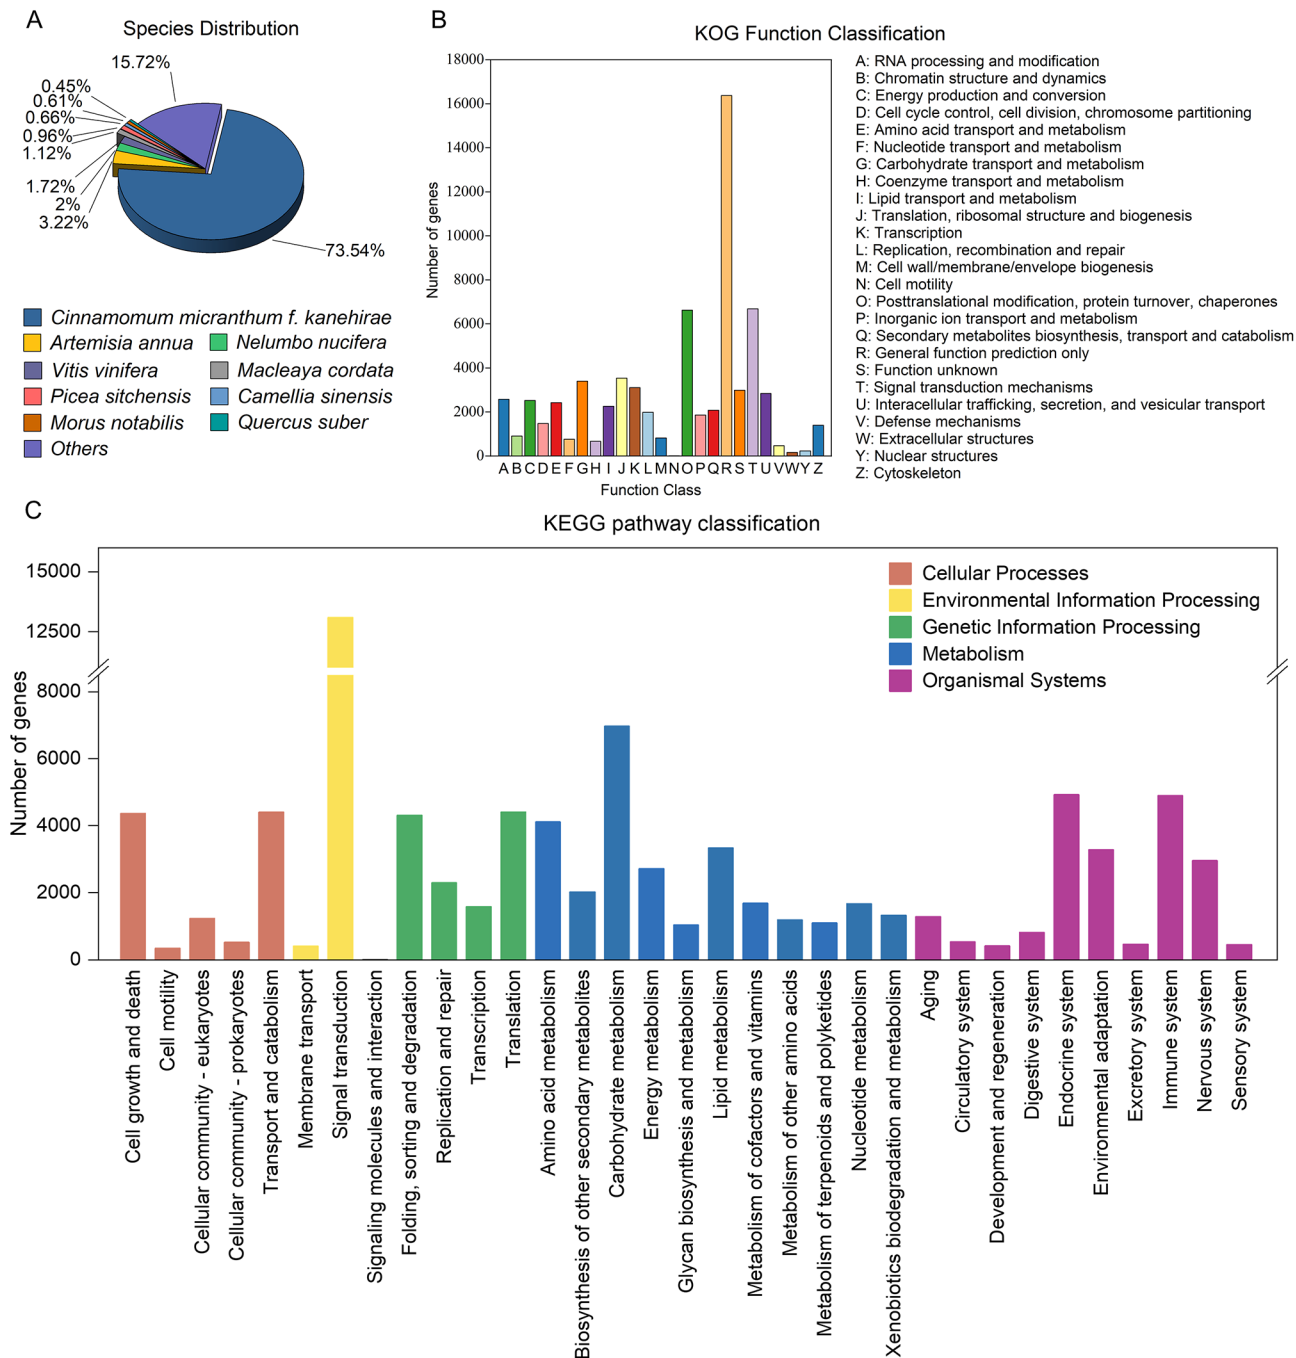 A
Species Distribution
15.72%
0.45%
0.61%
0.66%
0.96%
1.12%
1.72%
2%
3.22%
73.54%
Cinnamomum micranthum f. kanehirae
Artemisia annua
Nelumbo nucifera
Vitis vinifera
Macleaya cordata
Picea sitchensis
Camellia sinensis
Morus notabilis
Quercus suber
Others
B
KOG Function Classification
Number of genes
18000
16000
14000
12000
10000
8000
6000
4000
2000
0
A B C D E F G H I J K L M N O P Q R S T U V W Y Z
Function Class
A: RNA processing and modification
B: Chromatin structure and dynamics
C: Energy production and conversion
D: Cell cycle control, cell division, chromosome partitioning
E: Amino acid transport and metabolism
F: Nucleotide transport and metabolism
G: Carbohydrate transport and metabolism
H: Coenzyme transport and metabolism
I: Lipid transport and metabolism
J: Translation, ribosomal structure and biogenesis
K: Transcription
L: Replication, recombination and repair
M: Cell wall/membrane/envelope biogenesis
N: Cell motility
O: Posttranslational modification, protein turnover, chaperones
P: Inorganic ion transport and metabolism
Q: Secondary metabolites biosynthesis, transport and catabolism
R: General function prediction only
S: Function unknown
T: Signal transduction mechanisms
U: Interacellular trafficking, secretion, and vesicular transport
V: Defense mechanisms
W: Extracellular structures
Y: Nuclear structures
Z: Cytoskeleton
C
KEGG pathway classification
Number of genes
15000
12500
8000
6000
4000
2000
0
Cellular Processes
Environmental Information Processing
Genetic Information Processing
Metabolism
Organismal Systems
Cell growth and death
Cell motility
Cellular community - eukaryotes
Cellular community - prokaryotes
Transport and catabolism
Membrane transport
Signal transduction
Signaling molecules and interaction
Folding, sorting and degradation
Replication and repair
Transcription
Translation
Amino acid metabolism
Biosynthesis of other secondary metabolites
Carbohydrate metabolism
Energy metabolism
Glycan biosynthesis and metabolism
Lipid metabolism
Metabolism of cofactors and vitamins
Metabolism of other amino acids
Metabolism of terpenoids and polyketides
Nucleotide metabolism
Xenobiotics biodegradation and metabolism
Aging
Circulatory system
Development and regeneration
Digestive system
Endocrine system
Environmental adaptation
Excretory system
Immune system
Nervous system
Sensory system